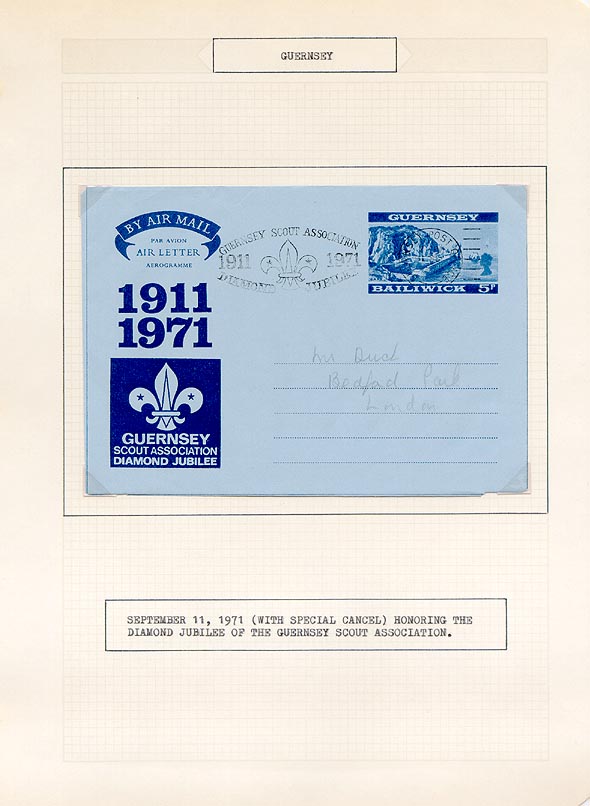 GUERNSEY
BY AIR MAIL
PAR AVION
AIR LETTER
AEROGRAMME
GUERNSEY SCOUT ASSOCIATION
1911 1971
DIAMOND JUBILEE
GUERNSEY
BAILIWICK 5P
1911
1971
Mr Duck
Bedford Park
London
GUERNSEY
SCOUT ASSOCIATION
DIAMOND JUBILEE
SEPTEMBER 11, 1971 (WITH SPECIAL CANCEL) HONORING THE
DIAMOND JUBILEE OF THE GUERNSEY SCOUT ASSOCIATION.